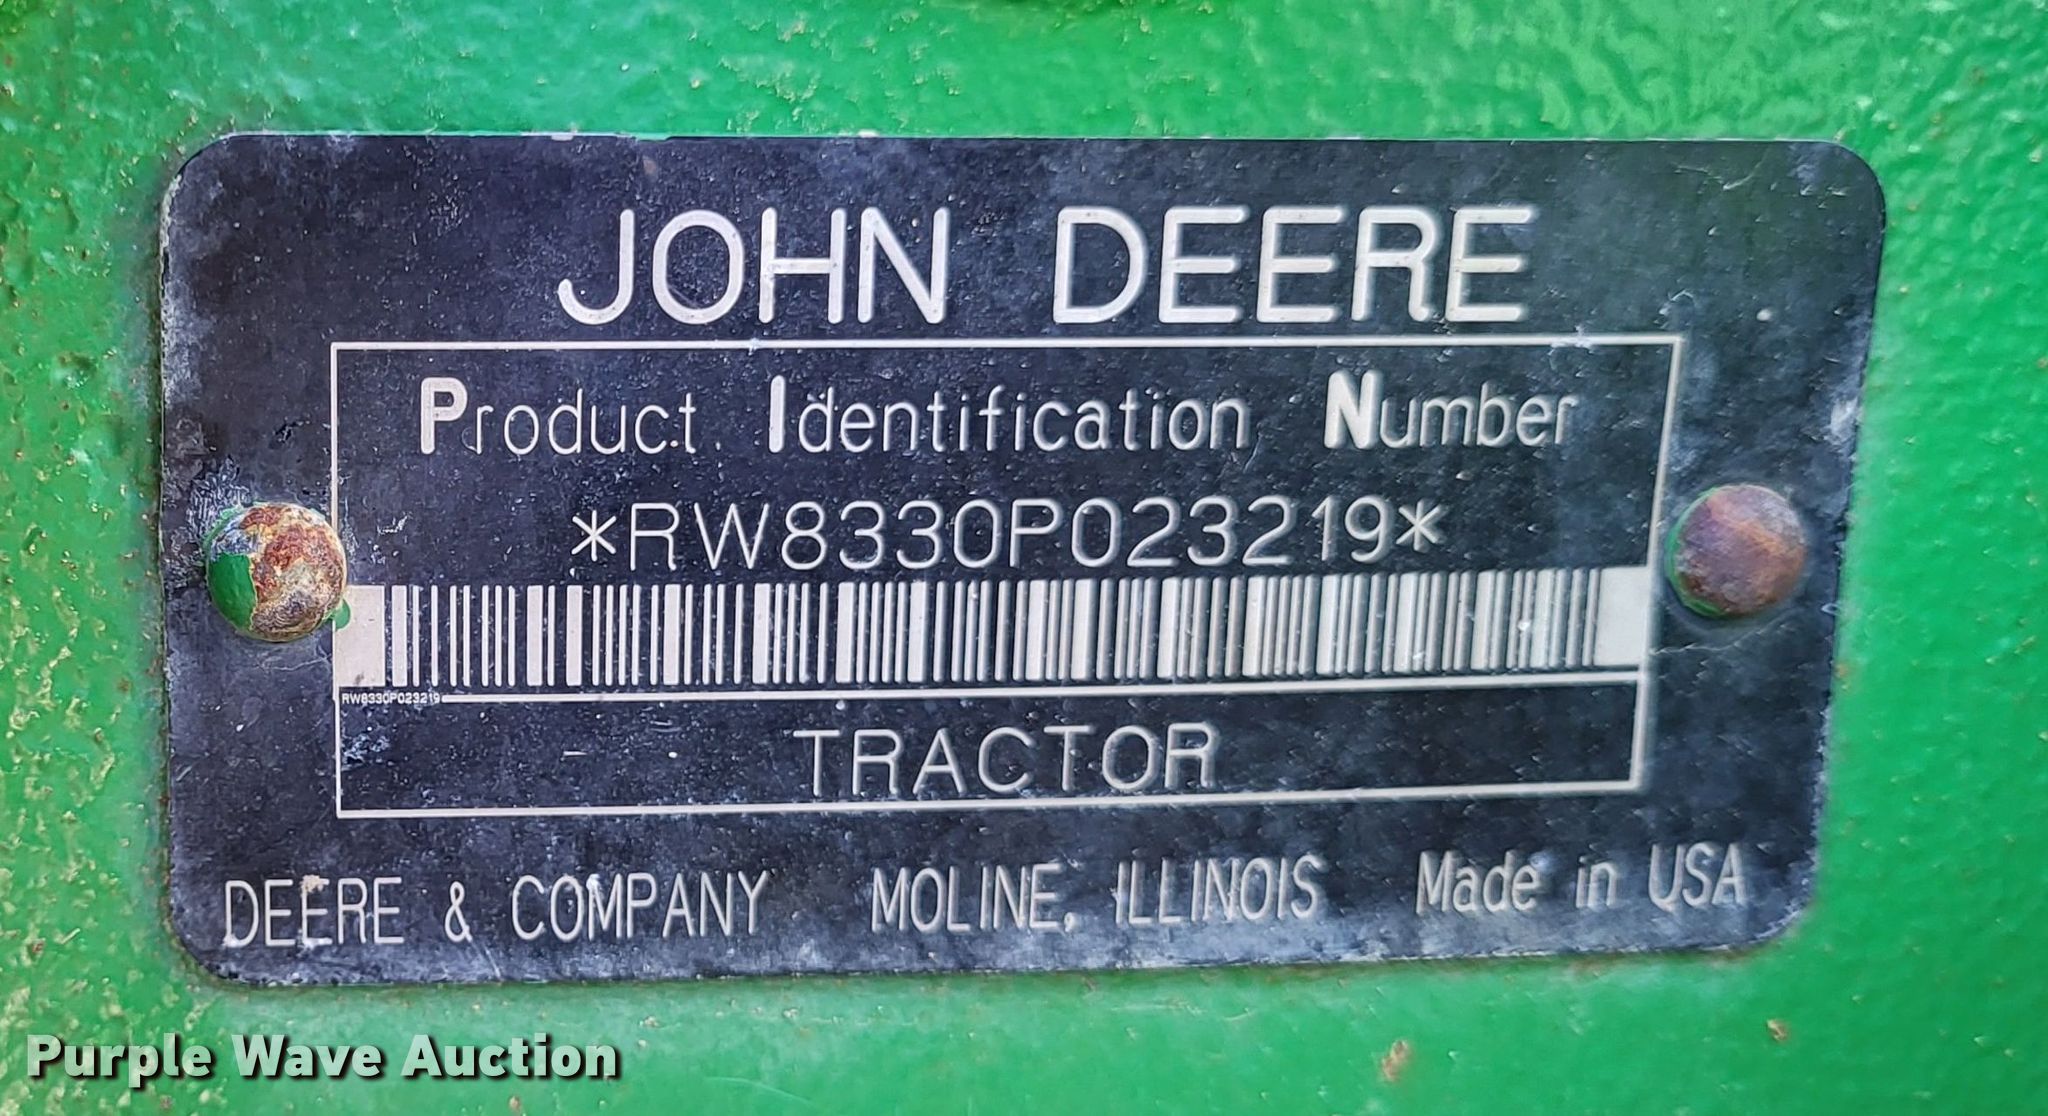 JOHN DEERE
Product Identification Number
*RW8330P023219*
RW8330P023219
TRACTOR
DEERE & COMPANY MOLINE, ILLINOIS Made in USA
Purple Wave Auction